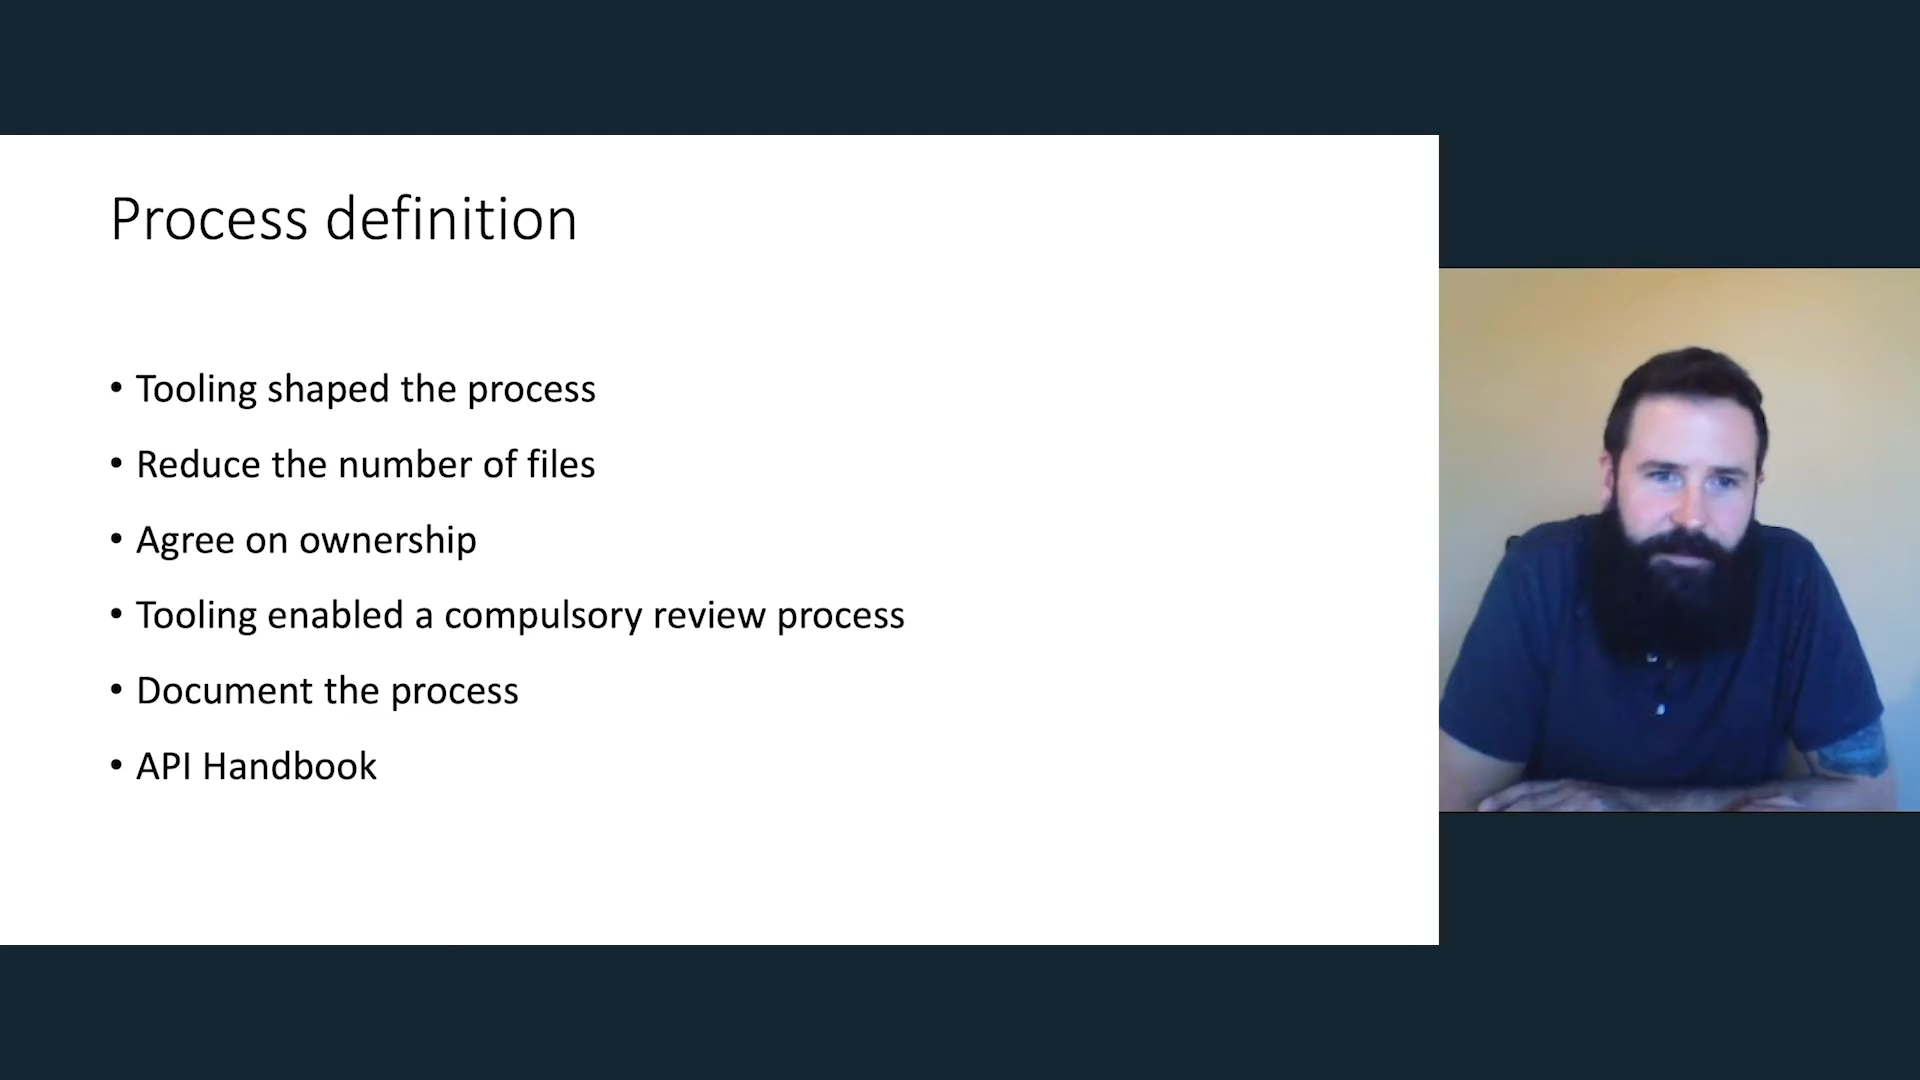 Process definition
• Tooling shaped the process
• Reduce the number of files
• Agree on ownership
• Tooling enabled a compulsory review process
• Document the process
• API Handbook